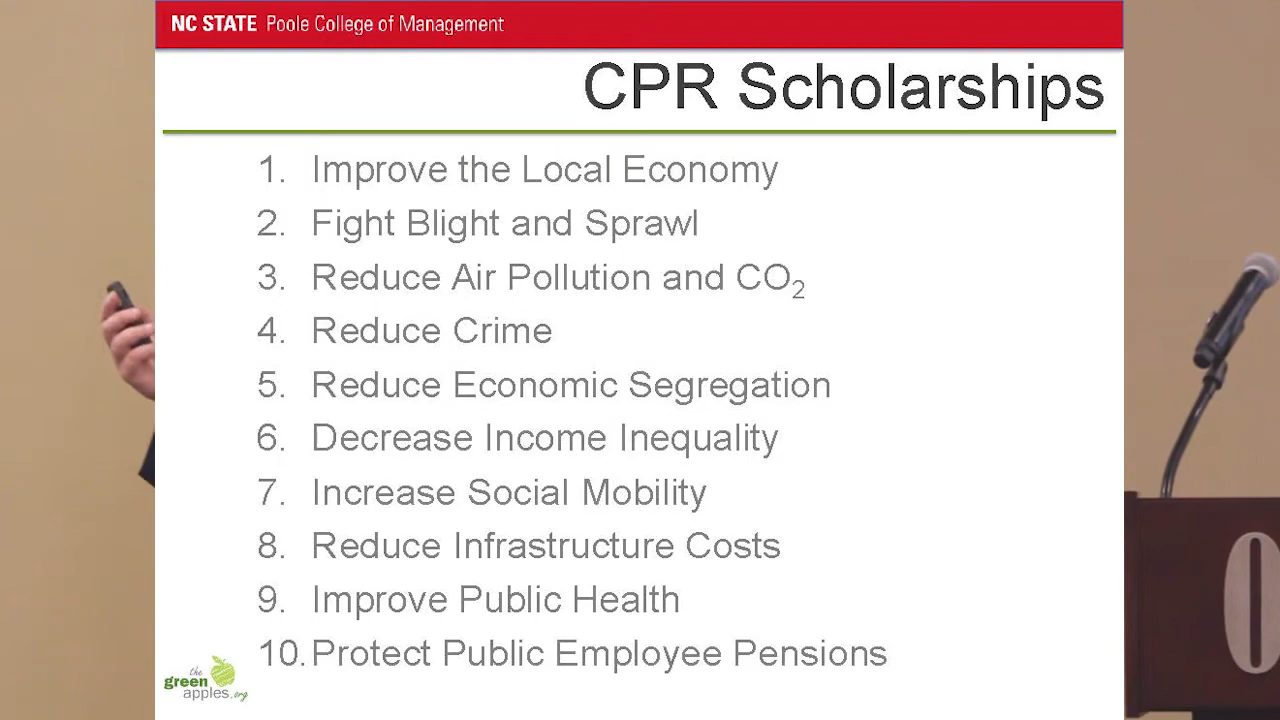 NC STATE Poole College of Management
CPR Scholarships
1. Improve the Local Economy
2. Fight Blight and Sprawl
3. Reduce Air Pollution and CO₂
4. Reduce Crime
5. Reduce Economic Segregation
6. Decrease Income Inequality
7. Increase Social Mobility
8. Reduce Infrastructure Costs
9. Improve Public Health
10. Protect Public Employee Pensions
the
green
apples.org